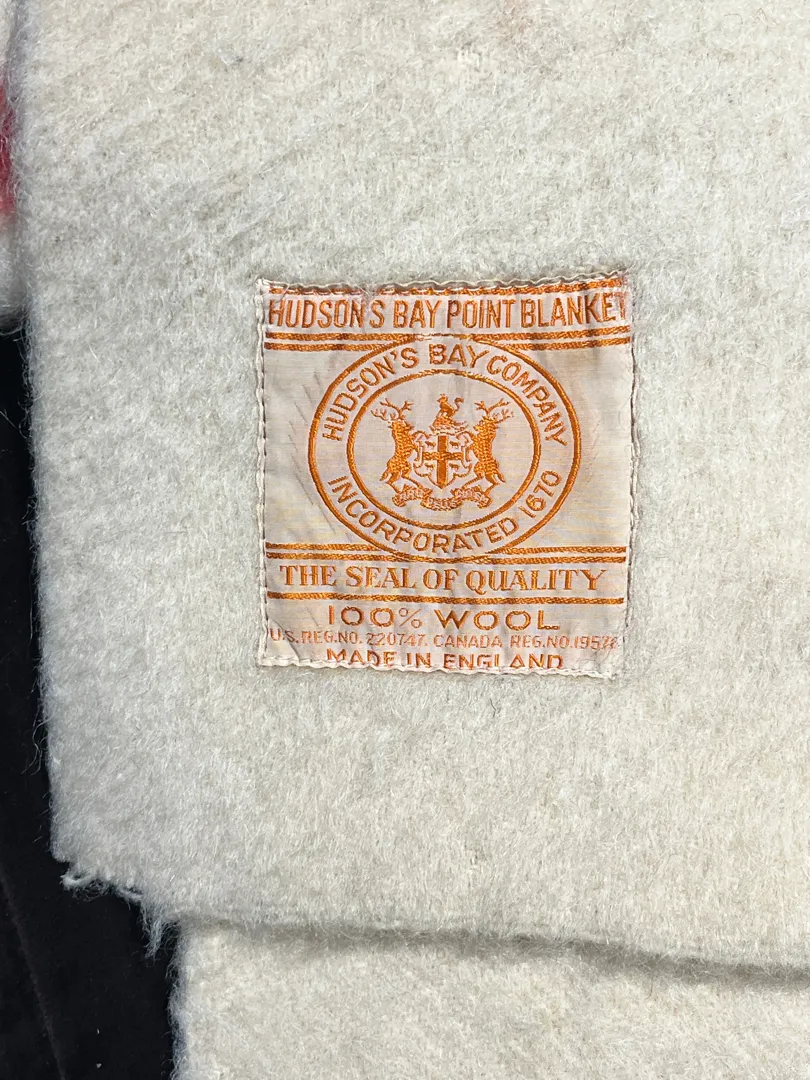 HUDSON'S BAY POINT BLANKET
HUDSON'S BAY COMPANY
INCORPORATED 1670
THE SEAL OF QUALITY
100% WOOL
U.S. REG. NO. 220747. CANADA REG. NO.
MADE IN ENGLAND